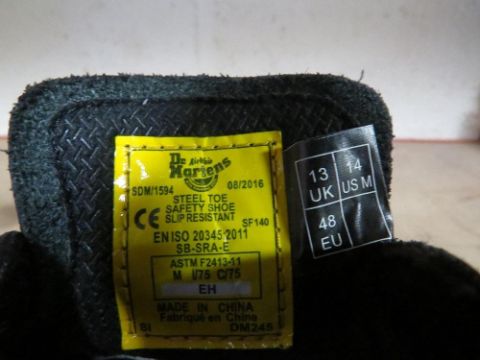 Dr. AirWair
Martens
SDM/1594 08/2016
STEEL TOE
SAFETY SHOE
SLIP RESISTANT
CE SF140
EN ISO 20345:2011
SB-SRA-E
ASTM F2413-11
M I/75 C/75
EH
MADE IN CHINA
Fabriqué en China
BI DM245
13 UK
14 US M
48 EU